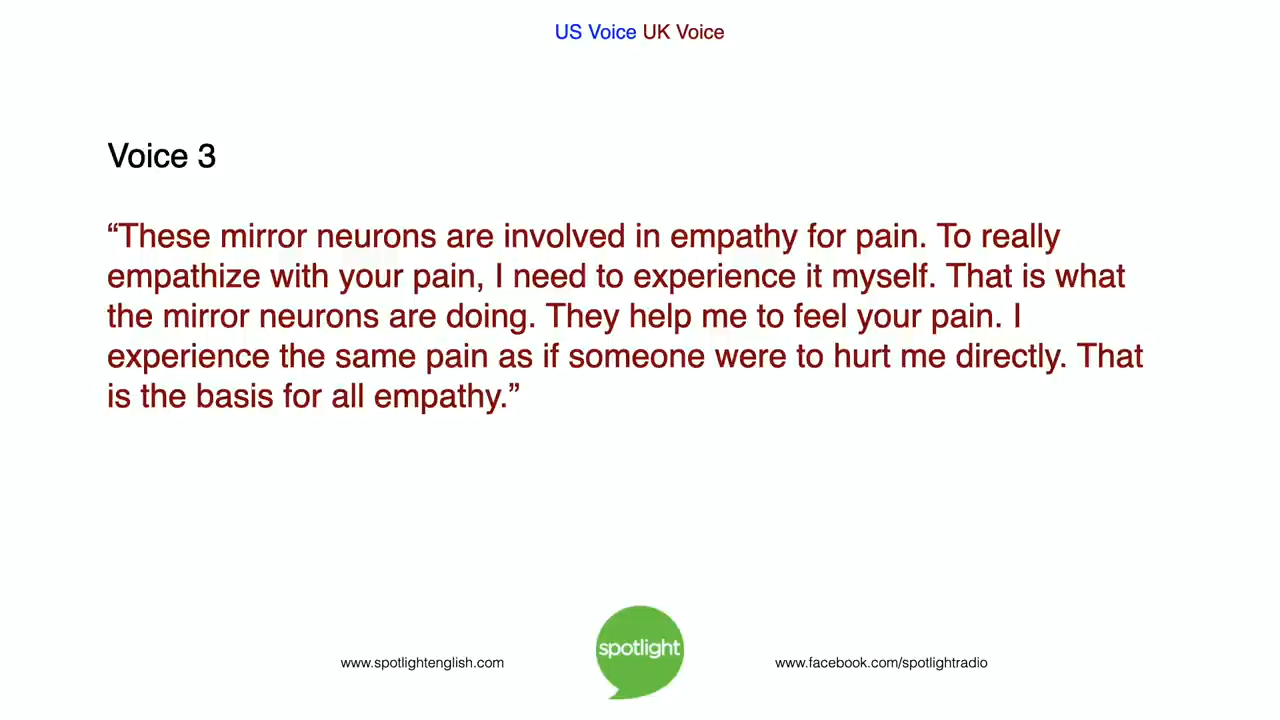 US Voice UK Voice
Voice 3
“These mirror neurons are involved in empathy for pain. To really
empathize with your pain, I need to experience it myself. That is what
the mirror neurons are doing. They help me to feel your pain. I
experience the same pain as if someone were to hurt me directly. That
is the basis for all empathy.”
spotlight
www.spotlightenglish.com
www.facebook.com/spotlightradio